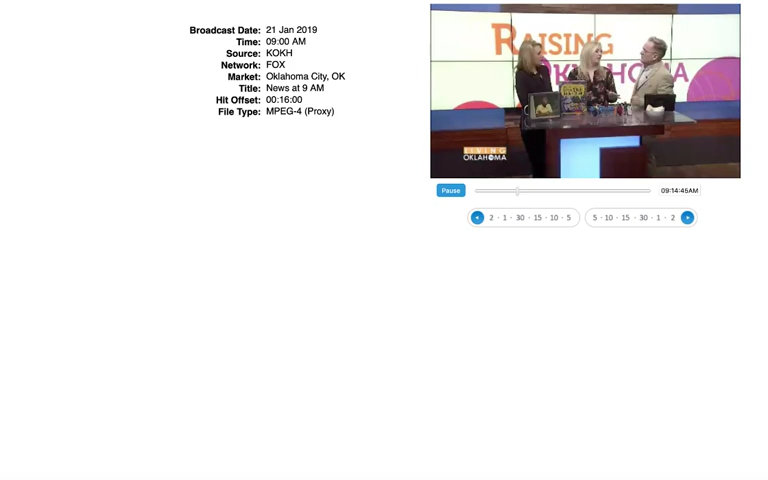 Broadcast Date: 21 Jan 2019
Time: 09:00 AM
Source: KOKH
Network: FOX
Market: Oklahoma City, OK
Title: News at 9 AM
Hit Offset: 00:16:00
File Type: MPEG-4 (Proxy)
RAISING
OKLAHOMA
LIVING
OKLAHOMA
Pause
09:14:45AM
2 · 1 · 30 · 15 · 10 · 5
5 · 10 · 15 · 30 · 1 · 2